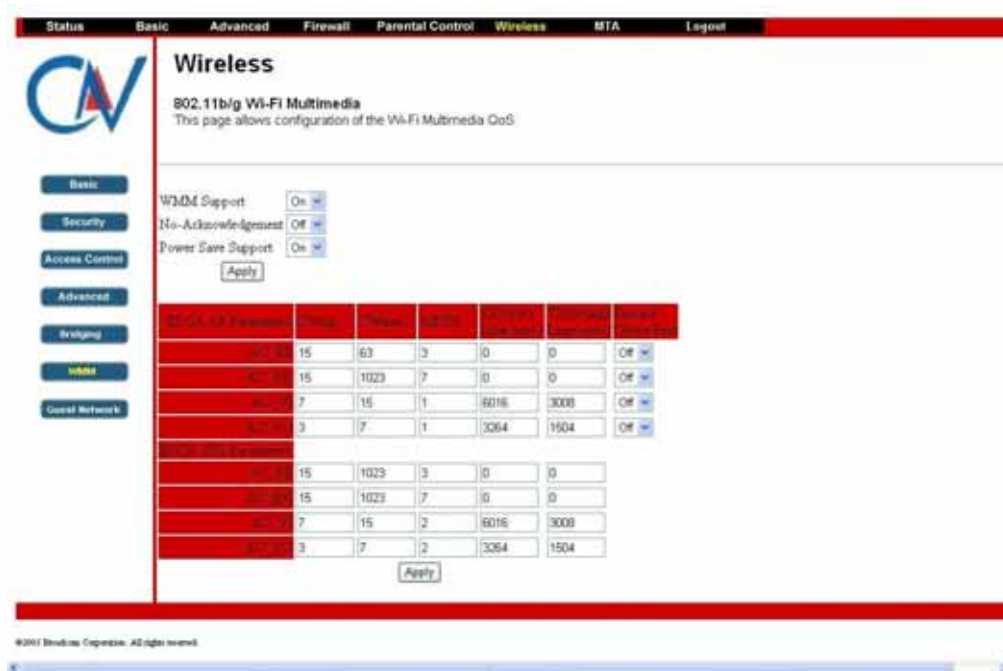 Status Basic Advanced Firewall Parental Control Wireless MTA Logout
Wireless
802.11b/g Wi-Fi Multimedia
This page allows configuration of the Wi-Fi Multimedia QoS
Basic
Security
Access Control
Advanced
Bridging
WMM
Guest Network
WMM Support On
No-Acknowledgement Off
Power Save Support On
Apply
15 63 3 0 0 Off
15 1023 7 0 0 Off
7 15 1 6016 3008 Off
3 7 1 3264 1504 Off
15 1023 3 0 0
15 1023 7 0 0
7 15 2 6016 3008
3 7 2 3264 1504
Apply
Corporation. All rights reserved.